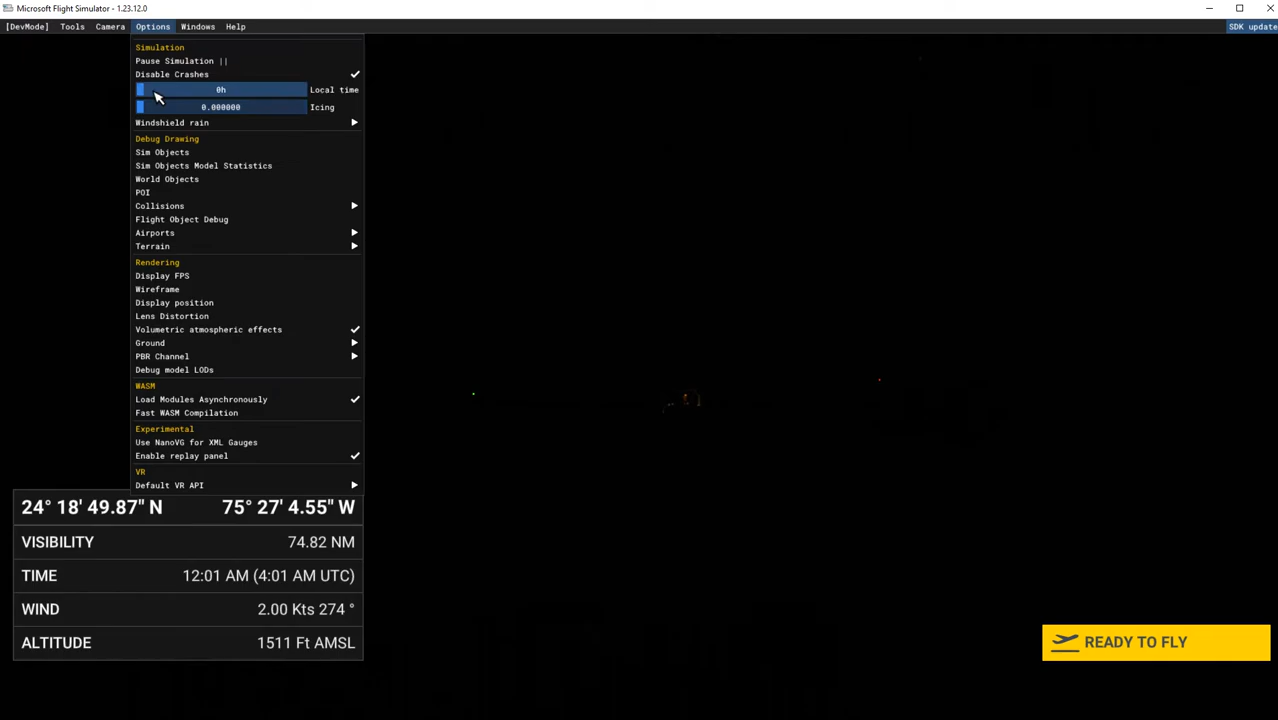 Microsoft Flight Simulator - 1.23.12.0
[DevMode] Tools Camera Options Windows Help SDK update
Simulation
Pause Simulation ||
Disable Crashes
0h Local time
0.000000 Icing
Windshield rain
Debug Drawing
Sim Objects
Sim Objects Model Statistics
World Objects
POI
Collisions
Flight Object Debug
Airports
Terrain
Rendering
Display FPS
Wireframe
Display position
Lens Distortion
Volumetric atmospheric effects
Ground
PBR Channel
Debug model LODs
WASM
Load Modules Asynchronously
Fast WASM Compilation
Experimental
Use NanoVG for XML Gauges
Enable replay panel
VR
Default VR API
24° 18' 49.87" N 75° 27' 4.55" W
VISIBILITY 74.82 NM
TIME 12:01 AM (4:01 AM UTC)
WIND 2.00 Kts 274 °
ALTITUDE 1511 Ft AMSL
READY TO FLY